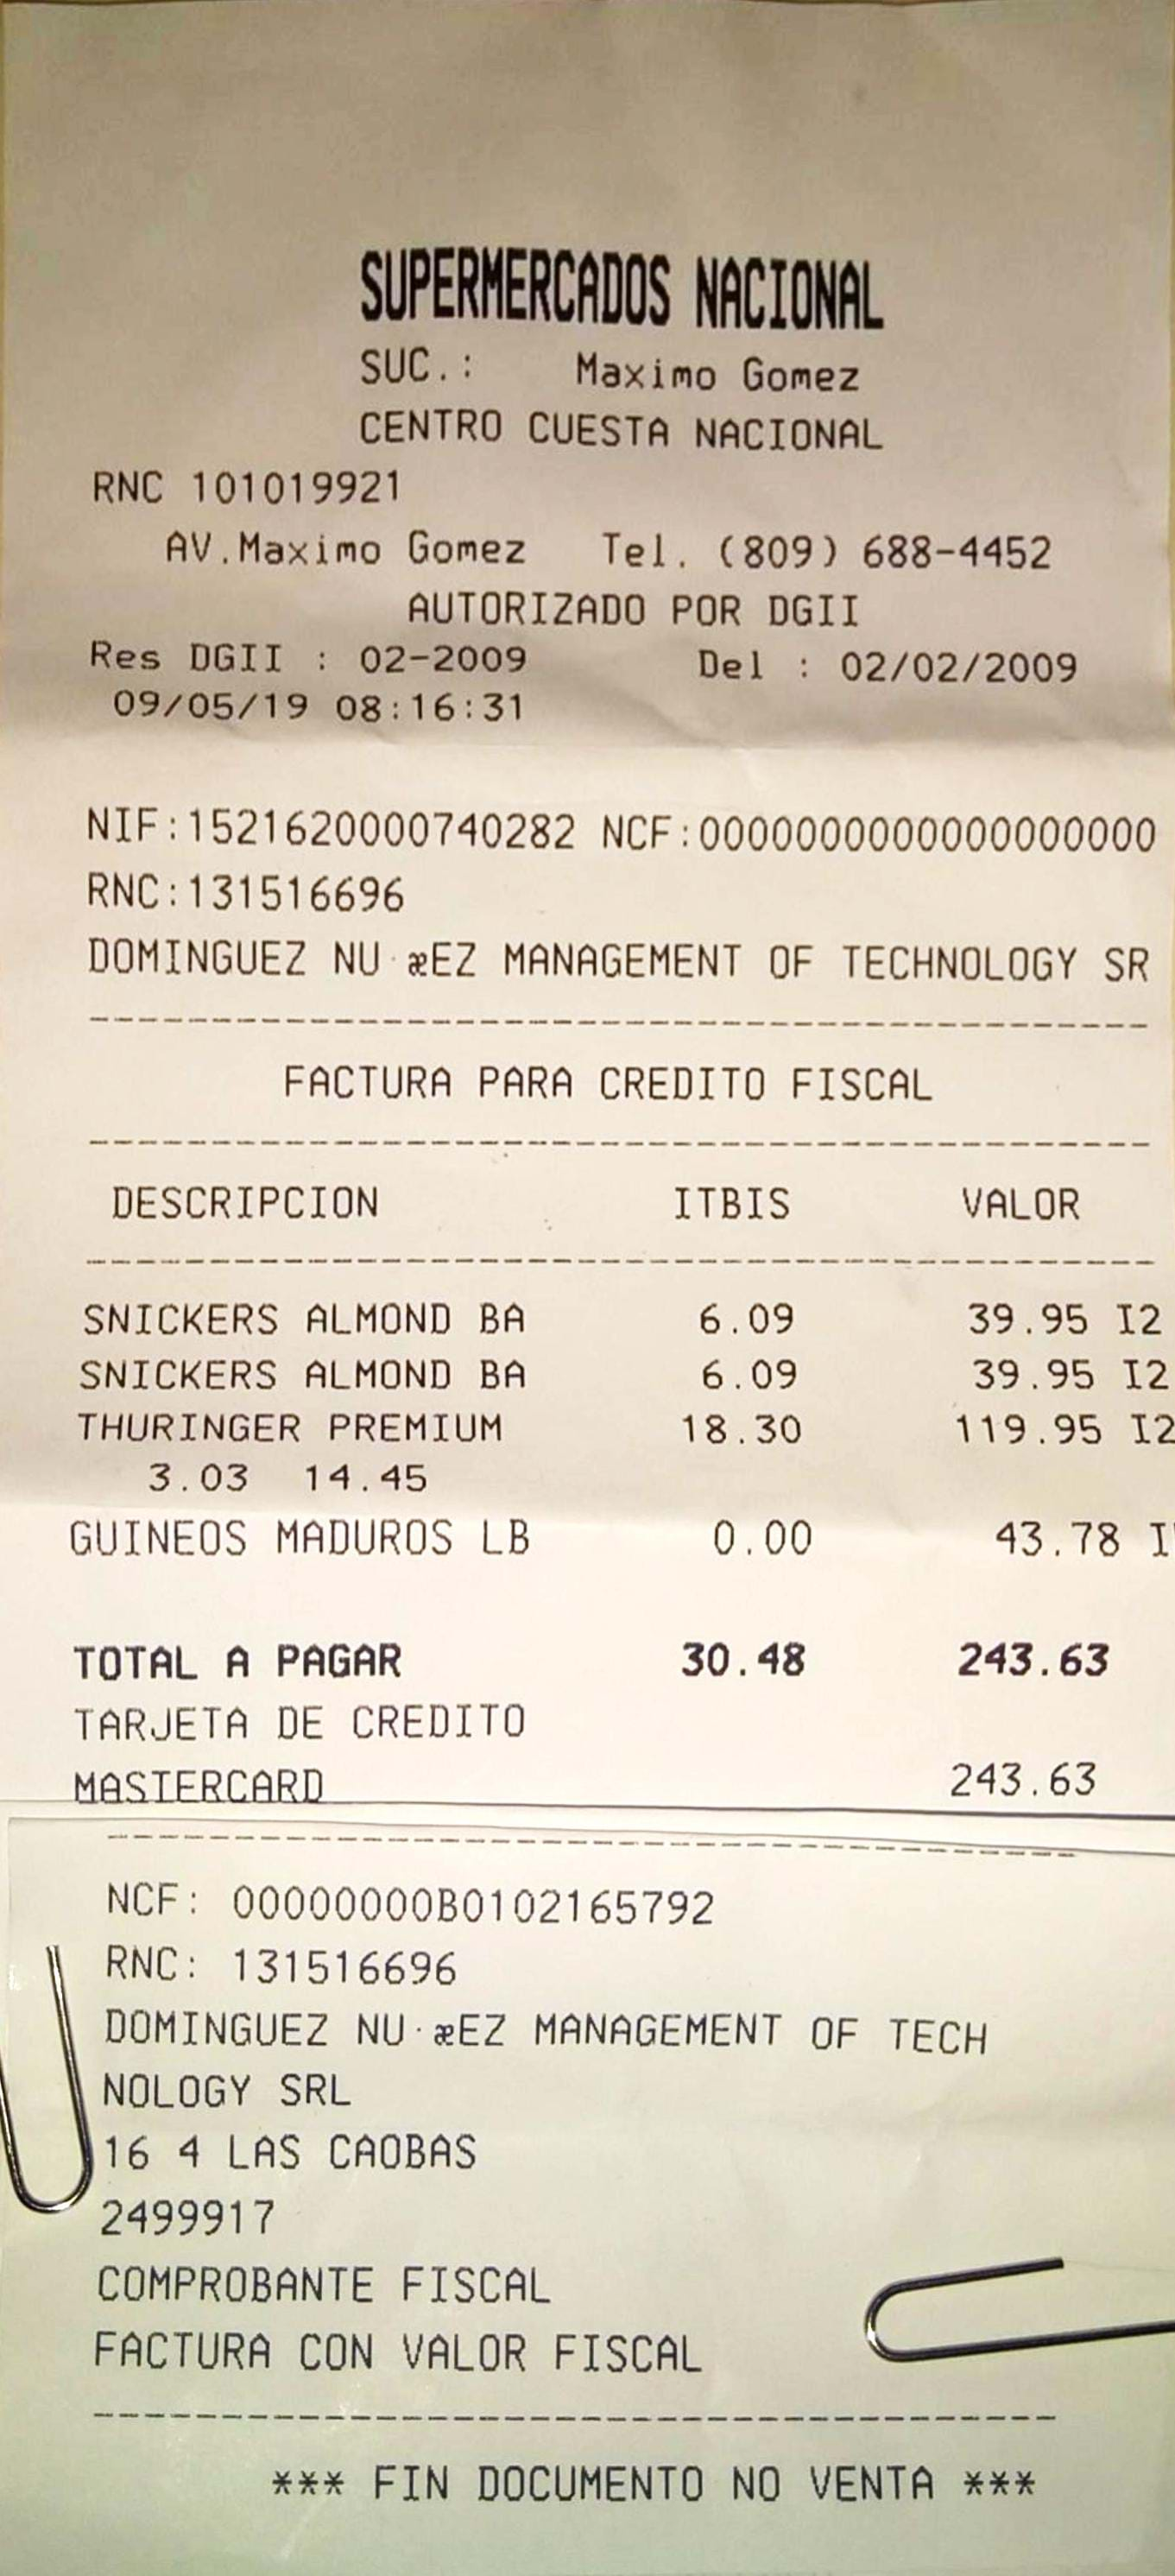 SUPERMERCADOS NACIONAL
SUC.: Maximo Gomez
CENTRO CUESTA NACIONAL
RNC 101019921
AV.Maximo Gomez Tel. (809) 688-4452
AUTORIZADO POR DGII
Res DGII : 02-2009 Del : 02/02/2009
09/05/19 08:16:31
NIF:1521620000740282 NCF:0000000000000000000
RNC:131516696
DOMINGUEZ NU·æEZ MANAGEMENT OF TECHNOLOGY SR
--------------------------------------------
FACTURA PARA CREDITO FISCAL
--------------------------------------------
DESCRIPCION ITBIS VALOR
--------------------------------------------
SNICKERS ALMOND BA 6.09 39.95 I2
SNICKERS ALMOND BA 6.09 39.95 I2
THURINGER PREMIUM 18.30 119.95 I2
3.03 14.45
GUINEOS MADUROS LB 0.00 43.78 I
TOTAL A PAGAR 30.48 243.63
TARJETA DE CREDITO
MASTERCARD 243.63
----------------------------------------
NCF: 00000000B0102165792
RNC: 131516696
DOMINGUEZ NU·æEZ MANAGEMENT OF TECH
NOLOGY SRL
16 4 LAS CAOBAS
2499917
COMPROBANTE FISCAL
FACTURA CON VALOR FISCAL
----------------------------------------
*** FIN DOCUMENTO NO VENTA ***